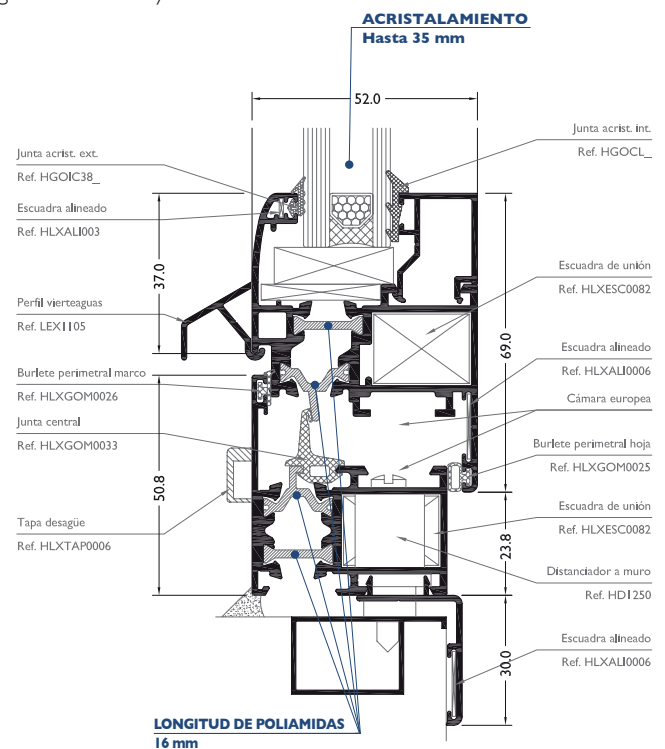 ACRISTALAMIENTO
Hasta 35 mm
52.0
Junta acrist. ext.
Ref. HGOIC38_
Escuadra alineado
Ref. HLXALI003
37.0
Perfil vierteaguas
Ref. LEX1105
Burlete perimetral marco
Ref. HLXGOM0026
Junta central
Ref. HLXGOM0033
50.8
Tapa desagüe
Ref. HLXTAP0006
Junta acrist. int.
Ref. HGOCL_
Escuadra de unión
Ref. HLXESC0082
69.0
Escuadra alineado
Ref. HLXALI0006
Cámara europea
Burlete perimetral hoja
Ref. HLXGOM0025
Escuadra de unión
Ref. HLXESC0082
23.8
Distanciador a muro
Ref. HD1250
Escuadra alineado
Ref. HLXALI0006
30.0
LONGITUD DE POLIAMIDAS
16 mm